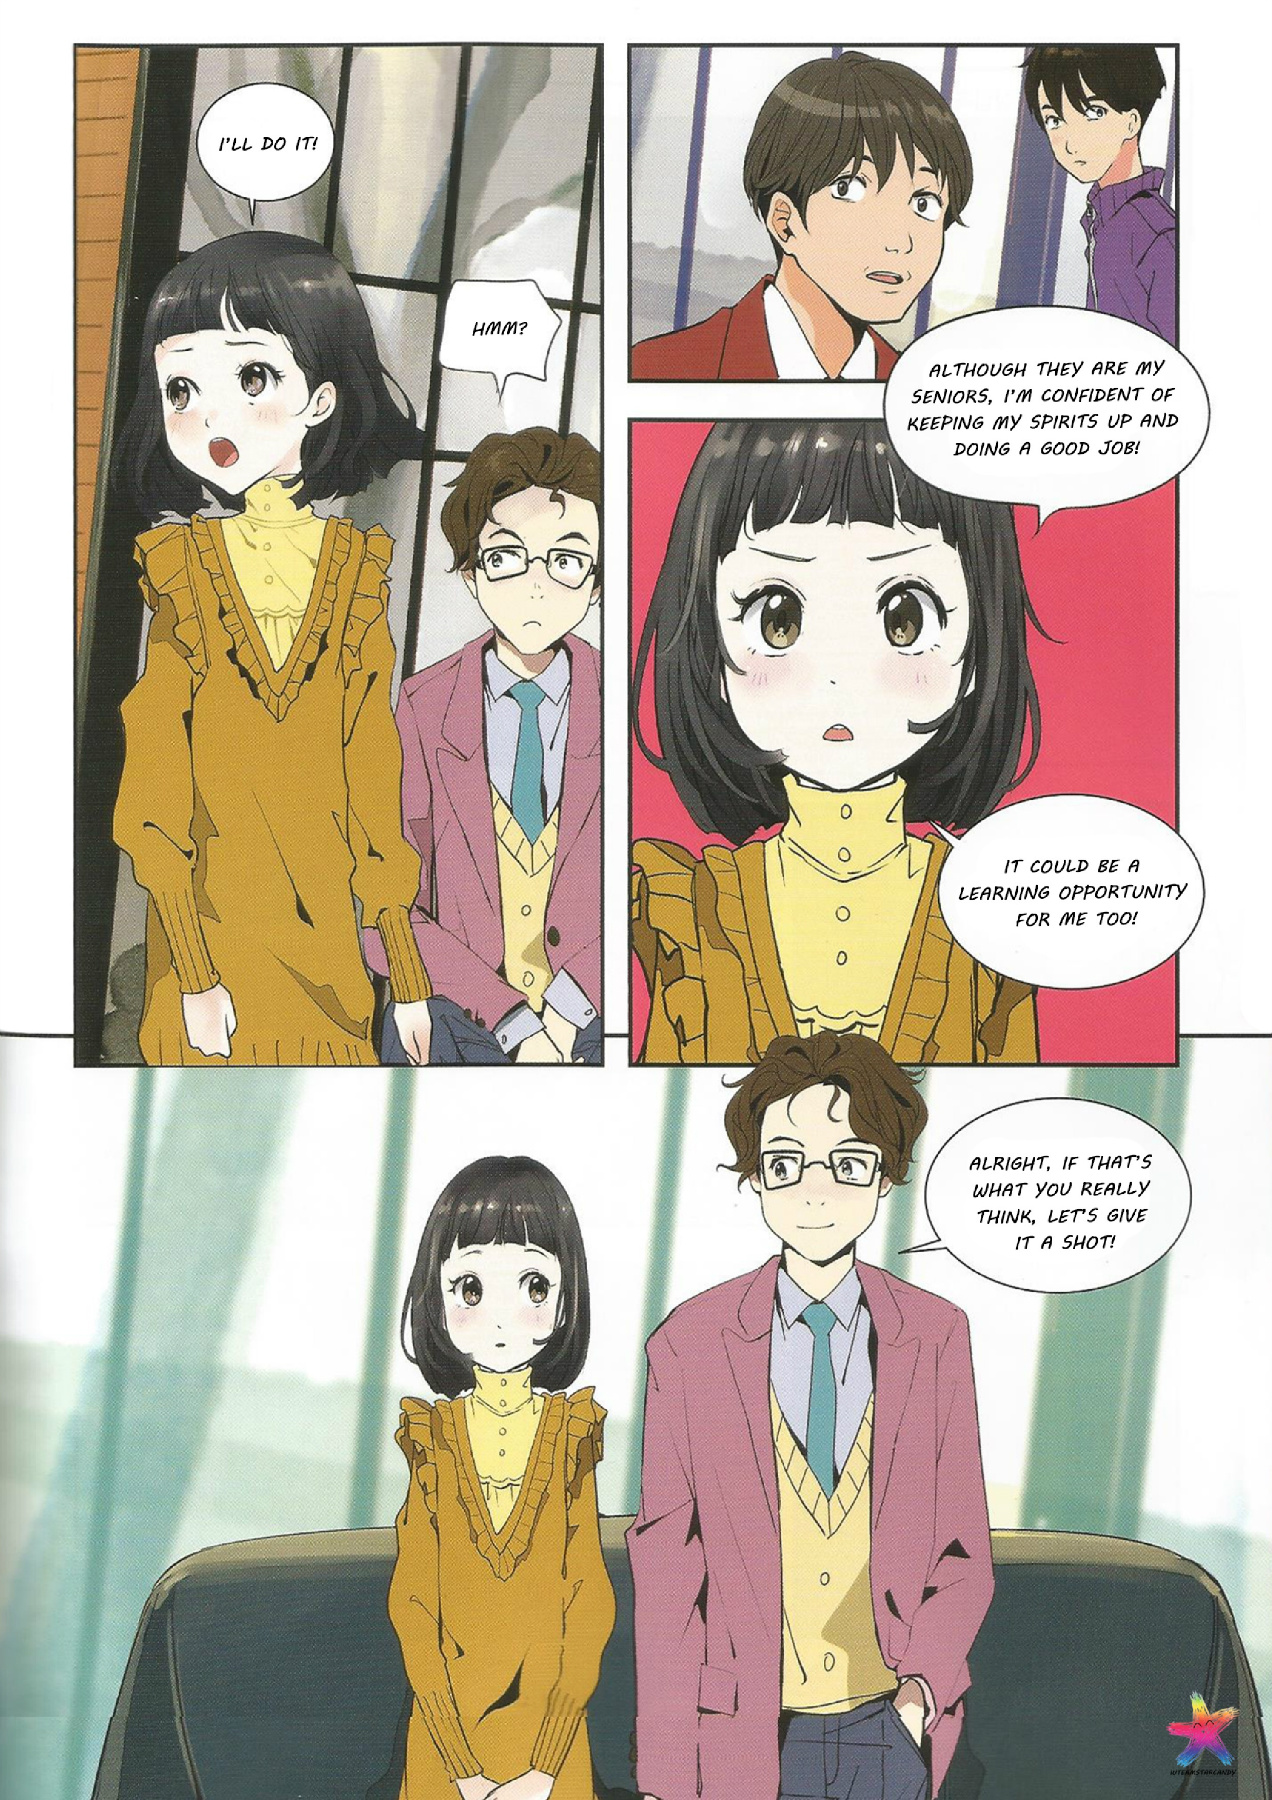 I'LL DO IT!
HMM?
ALTHOUGH THEY ARE MY
SENIORS, I'M CONFIDENT OF
KEEPING MY SPIRITS UP AND
DOING A GOOD JOB!
IT COULD BE A
LEARNING OPPORTUNITY
FOR ME TOO!
ALRIGHT, IF THAT'S
WHAT YOU REALLY
THINK, LET'S GIVE
IT A SHOT!